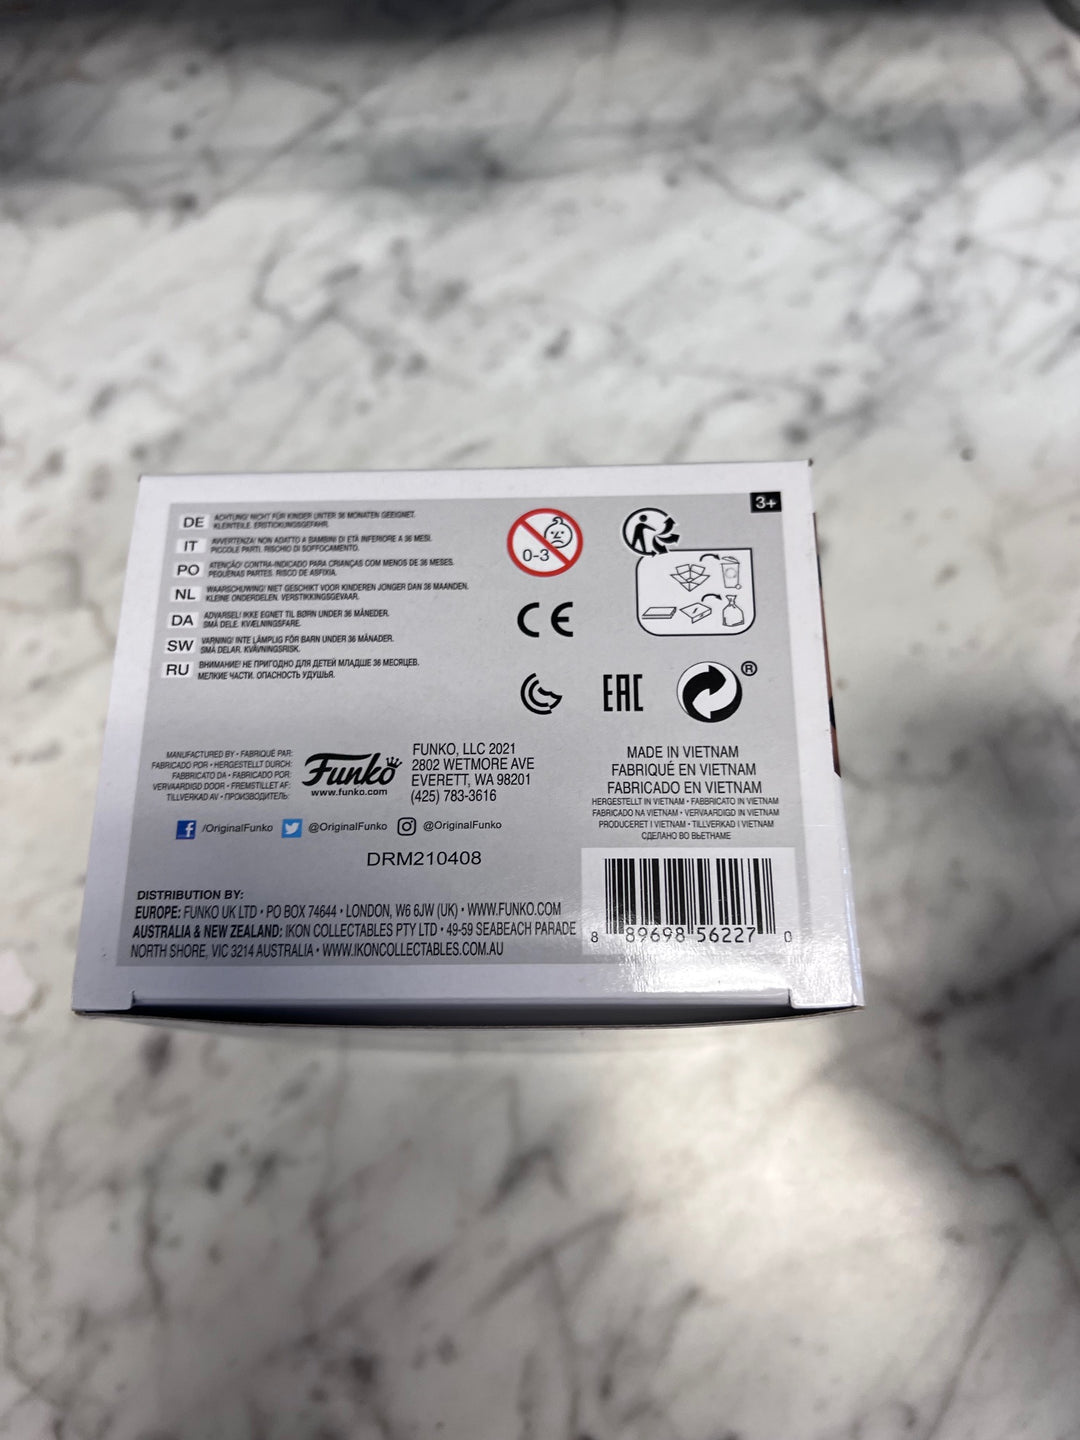 3+
DE ACHTUNG! NICHT FÜR KINDER UNTER 36 MONATEN GEEIGNET.
KLEINTEILE. ERSTICKUNGSGEFAHR.
IT AVVERTENZA! NON ADATTO A BAMBINI DI ETÀ INFERIORE A 36 MESI.
PICCOLE PARTI. RISCHIO DI SOFFOCAMENTO.
PO ATENÇÃO! CONTRA-INDICADO PARA CRIANÇAS COM MENOS DE 36 MESES.
PEQUENAS PARTES. RISCO DE ASFIXIA.
NL WAARSCHUWING! NIET GESCHIKT VOOR KINDEREN JONGER DAN 36 MAANDEN.
KLEINE ONDERDELEN. VERSTIKKINGSGEVAAR.
DA ADVARSEL! IKKE EGNET TIL BØRN UNDER 36 MÅNEDER.
SMÅ DELE. KVÆLNINGSFARE.
SW VARNING! INTE LÄMPLIG FÖR BARN UNDER 36 MÅNADER.
SMÅ DELAR. KVÄVNINGSRISK.
RU ВНИМАНИЕ! НЕ ПРИГОДНО ДЛЯ ДЕТЕЙ МЛАДШЕ 36 МЕСЯЦЕВ.
МЕЛКИЕ ЧАСТИ. ОПАСНОСТЬ УДУШЬЯ.
0-3
CE
EAC
®
MANUFACTURED BY • FABRIQUÉ PAR:
FABRICADO POR • HERGESTELLT DURCH:
FABBRICATO DA • FABRICADO POR:
VERVAARDIGD DOOR • FREMSTILLET AF:
TILLVERKAD AV • ПРОИЗВОДИТЕЛЬ:
Funko
www.funko.com
FUNKO, LLC 2021
2802 WETMORE AVE
EVERETT, WA 98201
(425) 783-3616
MADE IN VIETNAM
FABRIQUÉ EN VIETNAM
FABRICADO EN VIETNAM
HERGESTELLT IN VIETNAM • FABBRICATO IN VIETNAM
FABRICADO NA VIETNAM • VERVAARDIGD IN VIETNAM
PRODUCERET I VIETNAM • TILLVERKAD I VIETNAM
СДЕЛАНО ВО ВЬЕТНАМЕ
/OriginalFunko @OriginalFunko @OriginalFunko
DRM210408
DISTRIBUTION BY:
EUROPE: FUNKO UK LTD • PO BOX 74644 • LONDON, W6 6JW (UK) • WWW.FUNKO.COM
AUSTRALIA & NEW ZEALAND: IKON COLLECTABLES PTY LTD • 49-59 SEABEACH PARADE
NORTH SHORE, VIC 3214 AUSTRALIA • WWW.IKONCOLLECTABLES.COM.AU
8 89698 56227 0